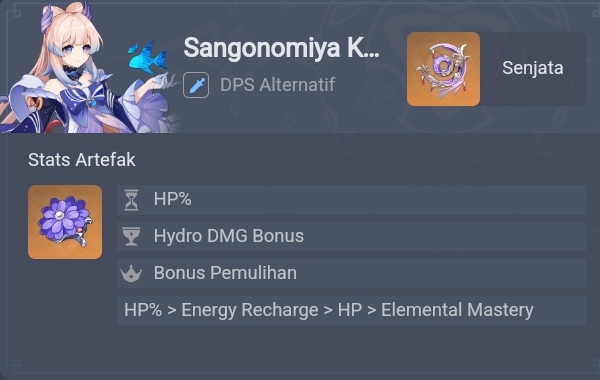 Sangonomiya K...
DPS Alternatif
Senjata
Stats Artefak
HP%
Hydro DMG Bonus
Bonus Pemulihan
HP% > Energy Recharge > HP > Elemental Mastery